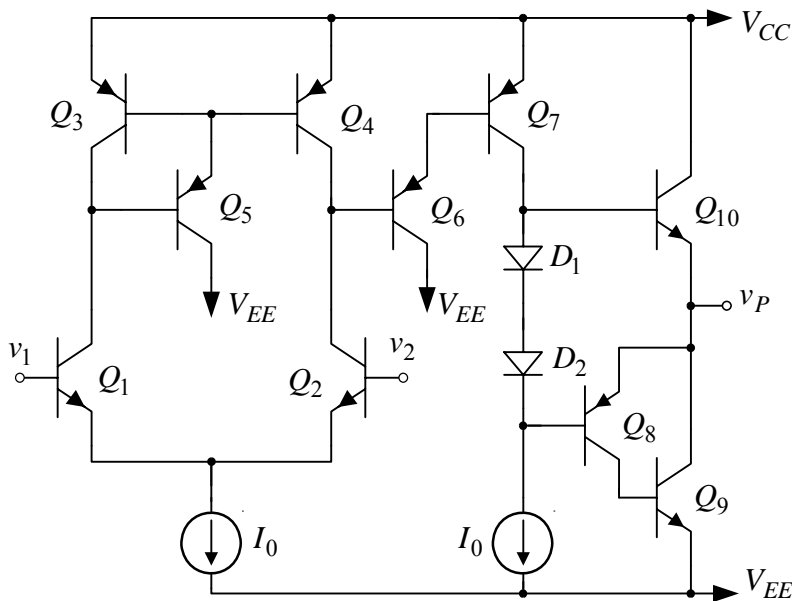 V_CC
Q_3
Q_4
Q_7
Q_5
Q_6
Q_10
D_1
V_EE
V_EE
v_P
v_1
v_2
D_2
Q_1
Q_2
Q_8
Q_9
I_0
I_0
V_EE